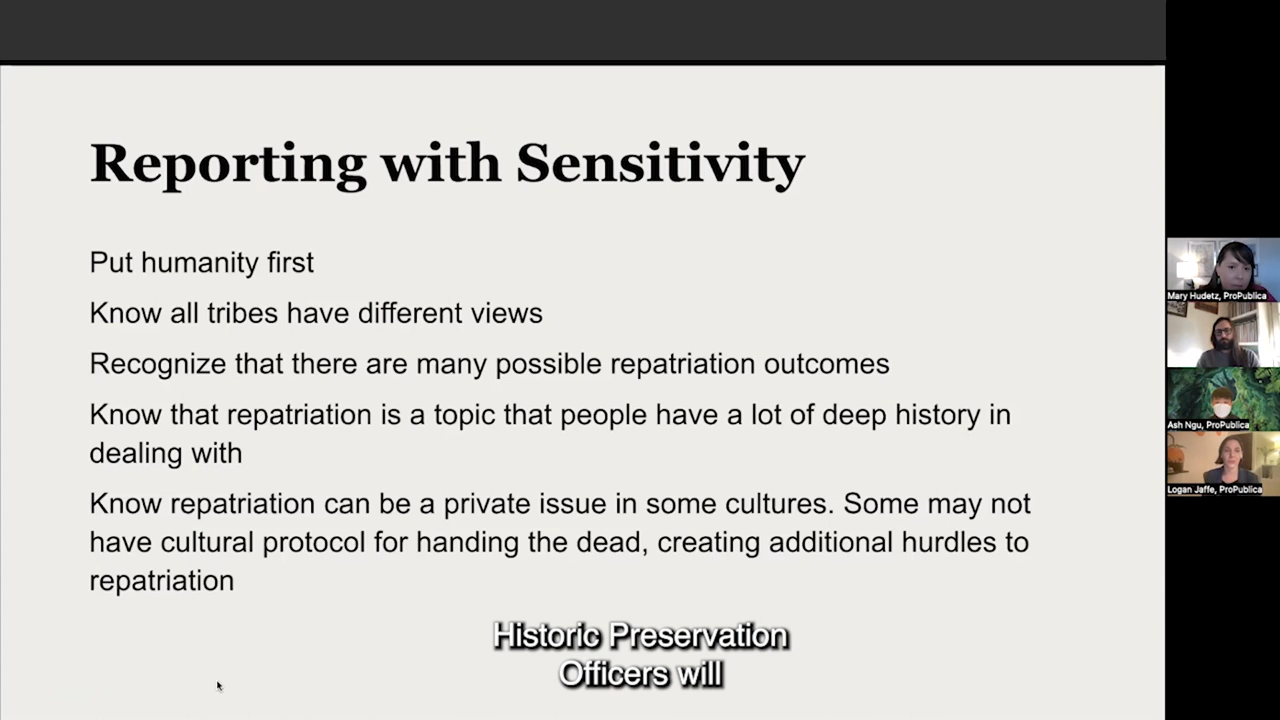 Reporting with Sensitivity
Put humanity first
Know all tribes have different views
Recognize that there are many possible repatriation outcomes
Know that repatriation is a topic that people have a lot of deep history in
dealing with
Know repatriation can be a private issue in some cultures. Some may not
have cultural protocol for handing the dead, creating additional hurdles to
repatriation
Historic Preservation
Officers will
Mary Hudetz, ProPublica
Ash Ngu, ProPublica
Logan Jaffe, ProPublica